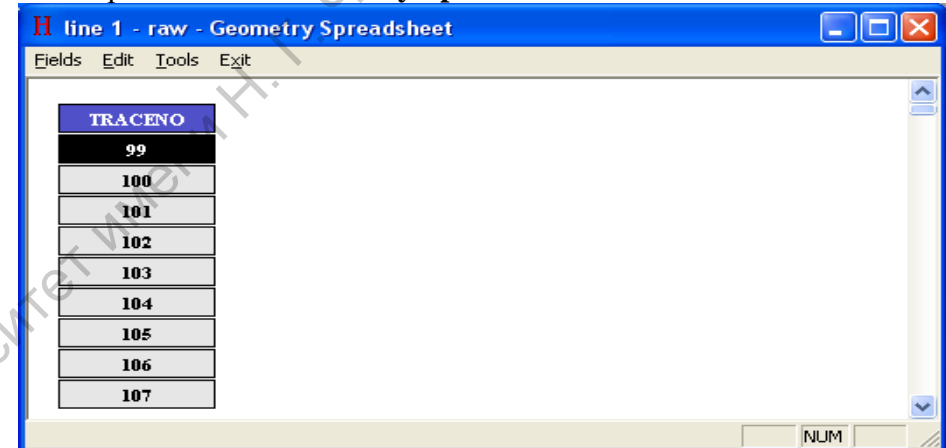 line 1 - raw - Geometry Spreadsheet
Fields Edit Tools Exit
TRACENO
99
100
101
102
103
104
105
106
107
NUM
имени Н. Г.